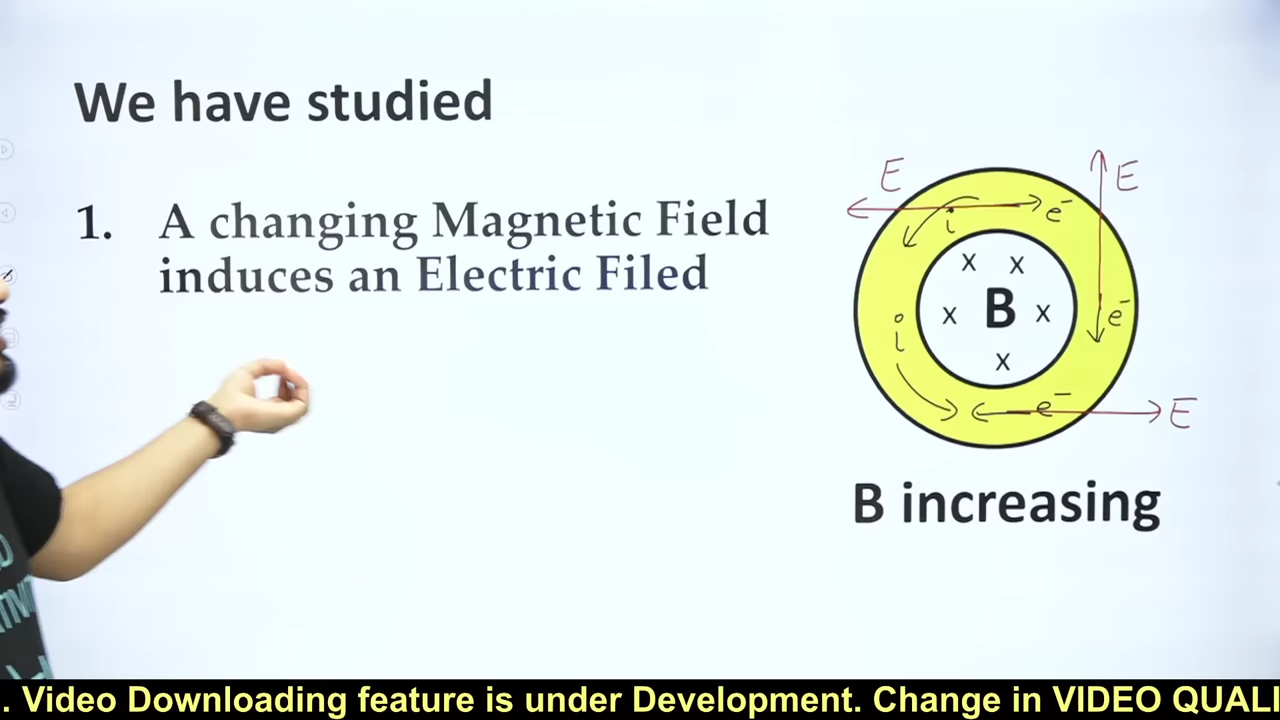 We have studied
1. A changing Magnetic Field
induces an Electric Filed
E
E
i
e⁻
x x
x B x
x
i
e⁻
e⁻
E
B increasing
. Video Downloading feature is under Development. Change in VIDEO QUALI